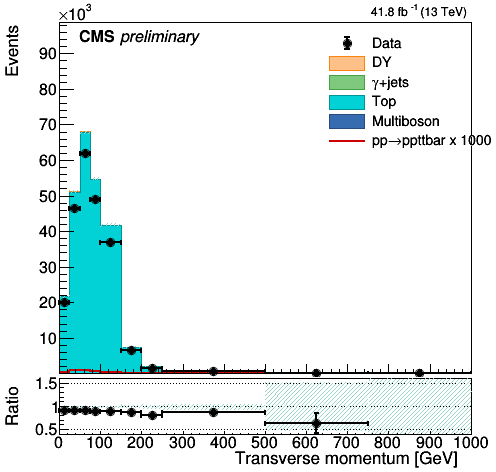 ×10³
41.8 fb⁻¹ (13 TeV)
Events
CMS preliminary
Data
DY
γ+jets
Top
Multiboson
pp→ppttbar x 1000
90
80
70
60
50
40
30
20
10
Ratio
1.5
1
0.5
0 100 200 300 400 500 600 700 800 900 1000
Transverse momentum [GeV]